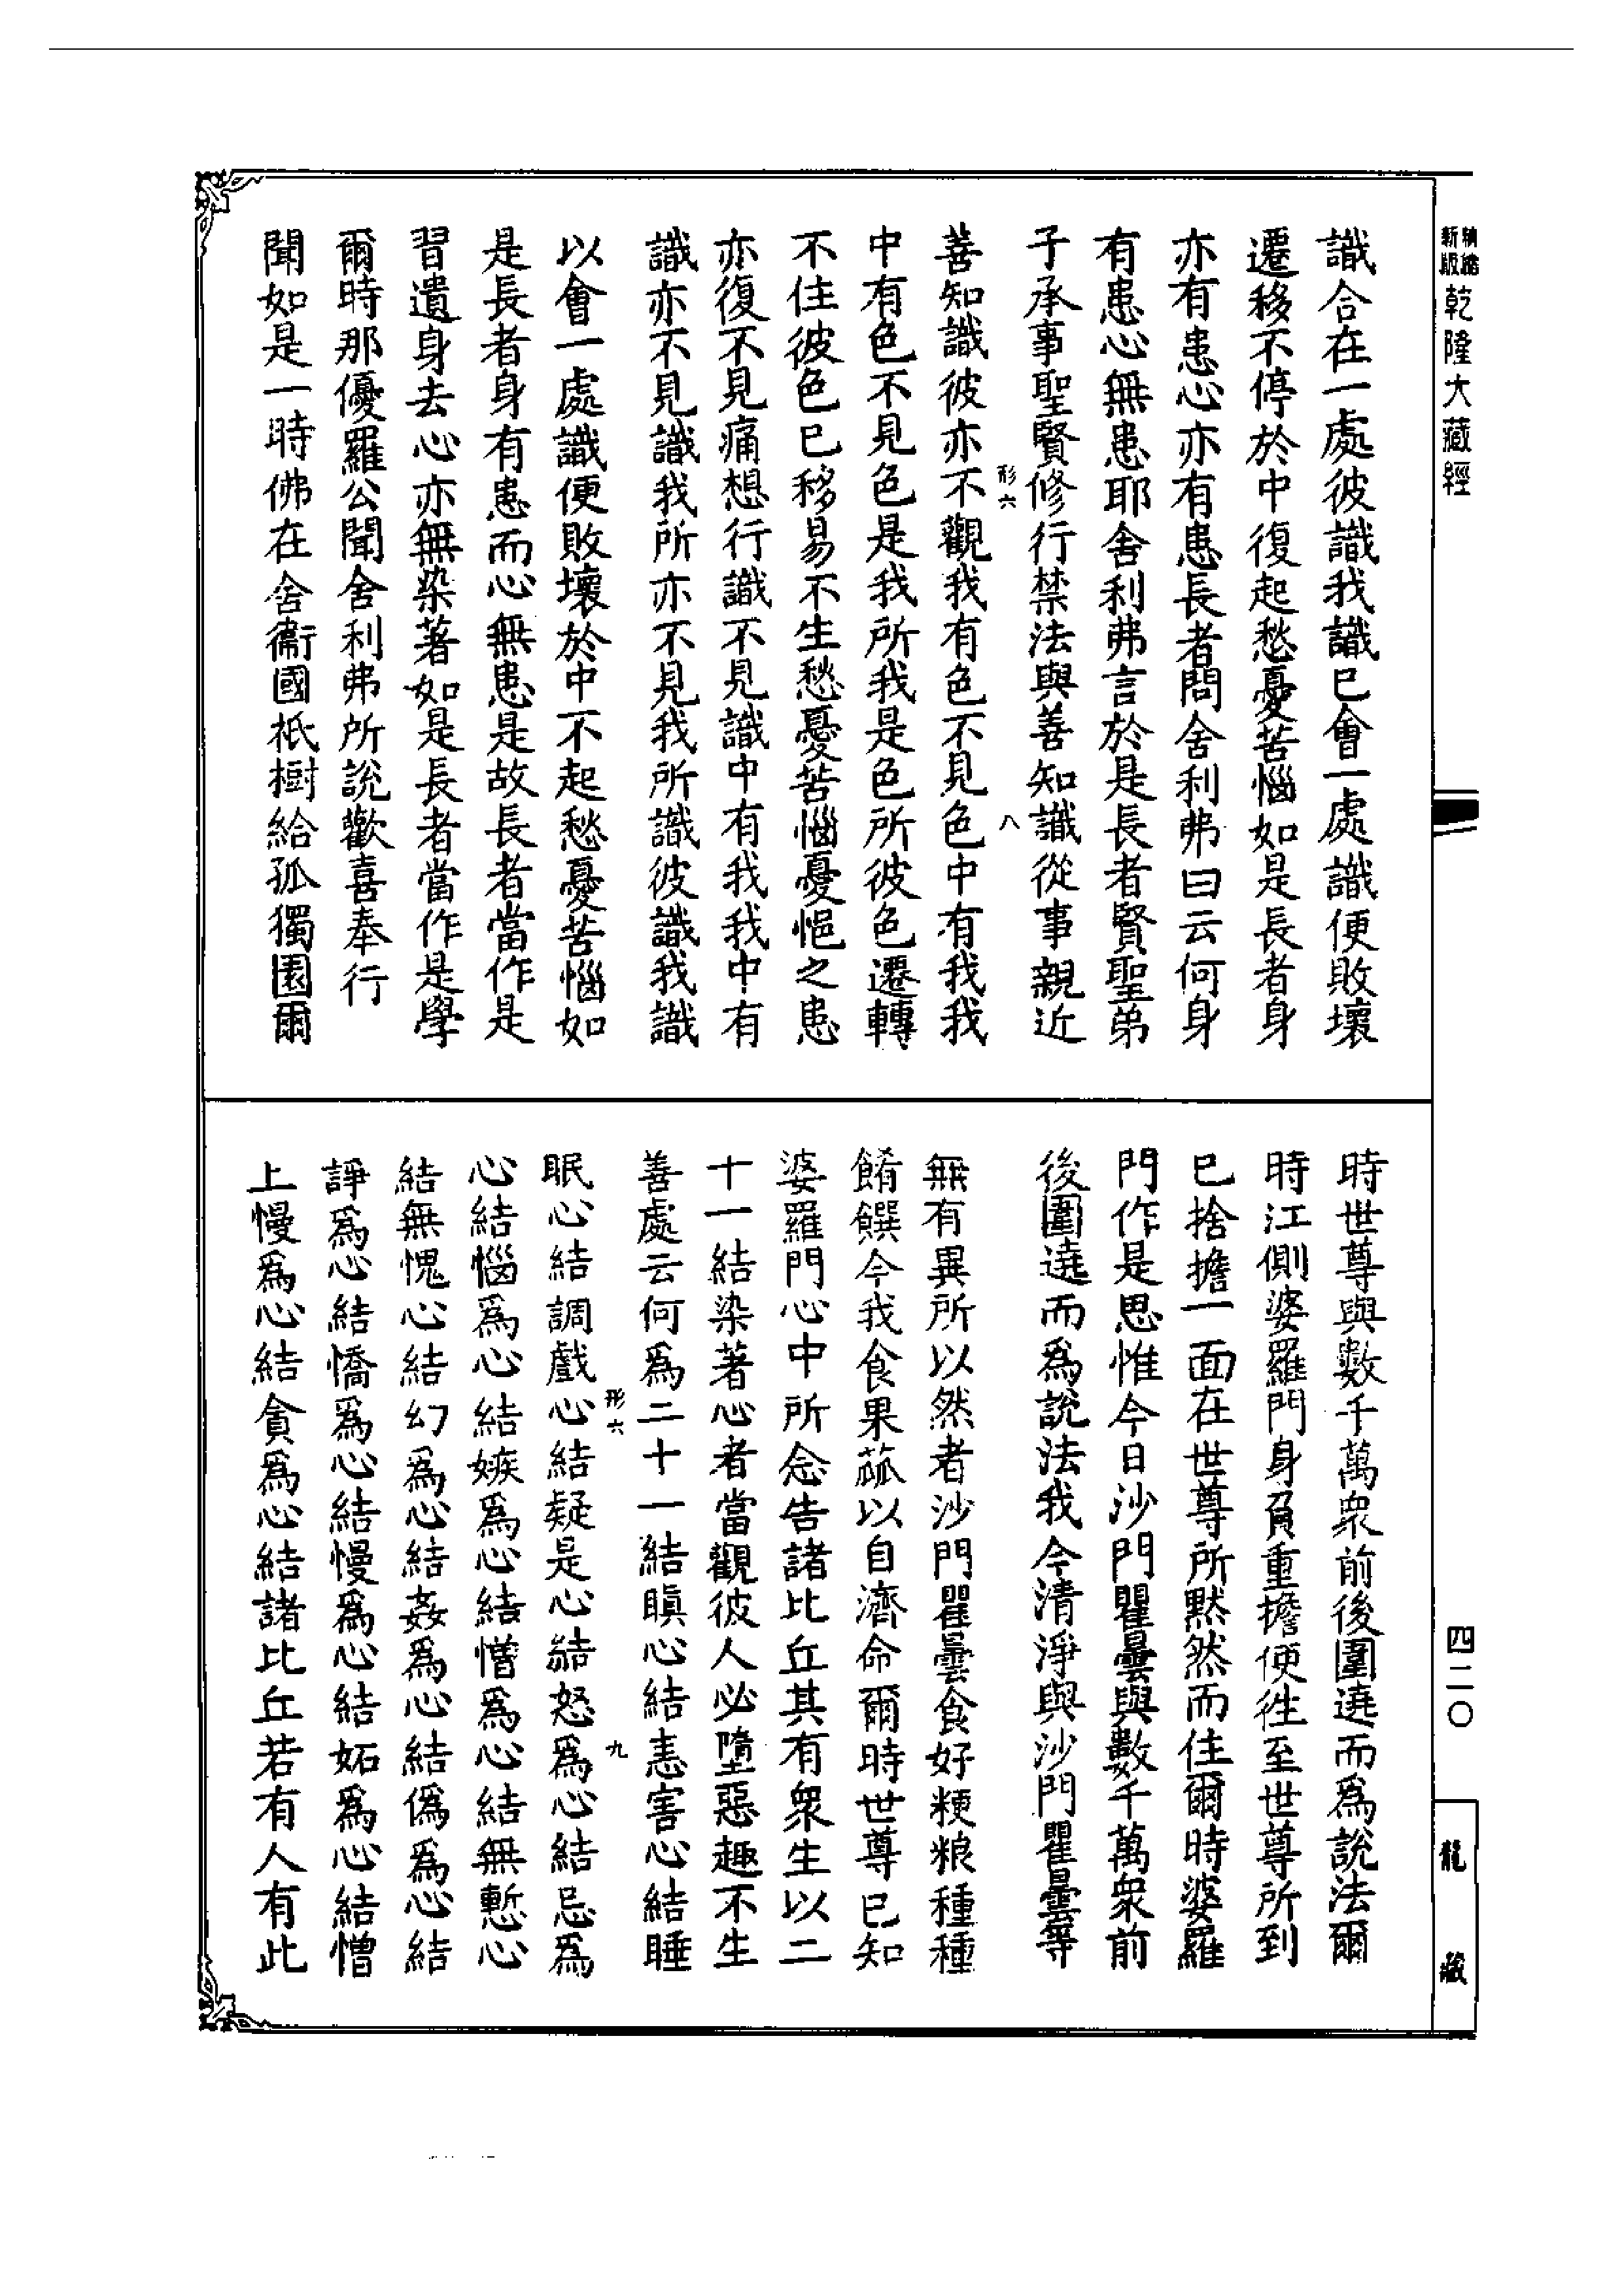 精縮新版乾隆大藏經
識合在一處彼識我識已會一處識便敗壞
遷移不停於中復起愁憂苦惱如是長者身
亦有患心亦有患長者問舍利弗曰云何身
有患心無患耶舍利弗言於是長者賢聖弟
子承事聖賢修行禁法與善知識從事親近
形六 八
善知識彼亦不觀我有色不見色中有我我
中有色不見色是我所我是色所彼色遷轉
不住彼色已移易不生愁憂苦惱憂悒之患
亦復不見痛想行識不見識中有我我中有
識亦不見識我所亦不見我所識彼識我識
以會一處識便敗壞於中不起愁憂苦惱如
是長者身有患而心無患是故長者當作是
習遺身去心亦無染著如是長者當作是學
爾時那優羅公聞舍利弗所說歡喜奉行
聞如是一時佛在舍衞國祇樹給孤獨園爾
時世尊與數千萬衆前後圍遶而爲說法爾
時江側婆羅門身負重擔便徃至世尊所到
已捨擔一面在世尊所默然而住爾時婆羅
門作是思惟今日沙門瞿曇與數千萬衆前
後圍遶而爲說法我今清淨與沙門瞿曇等
無有異所以然者沙門瞿曇食好粳粮種種
餚饌今我食果蓏以自濟命爾時世尊已知
婆羅門心中所念告諸比丘其有衆生以二
十一結染著心者當觀彼人必墮惡趣不生
善處云何爲二十一結瞋心結恚害心結睡
形六 九
眠心結調戲心結疑是心結怒爲心結忌爲
心結惱爲心結嫉爲心結憎爲心結無慙心
結無愧心結幻爲心結姦爲心結僞爲心結
諍爲心結憍爲心結慢爲心結妬爲心結憎
上慢爲心結貪爲心結諸比丘若有人有此
四二〇
龍藏